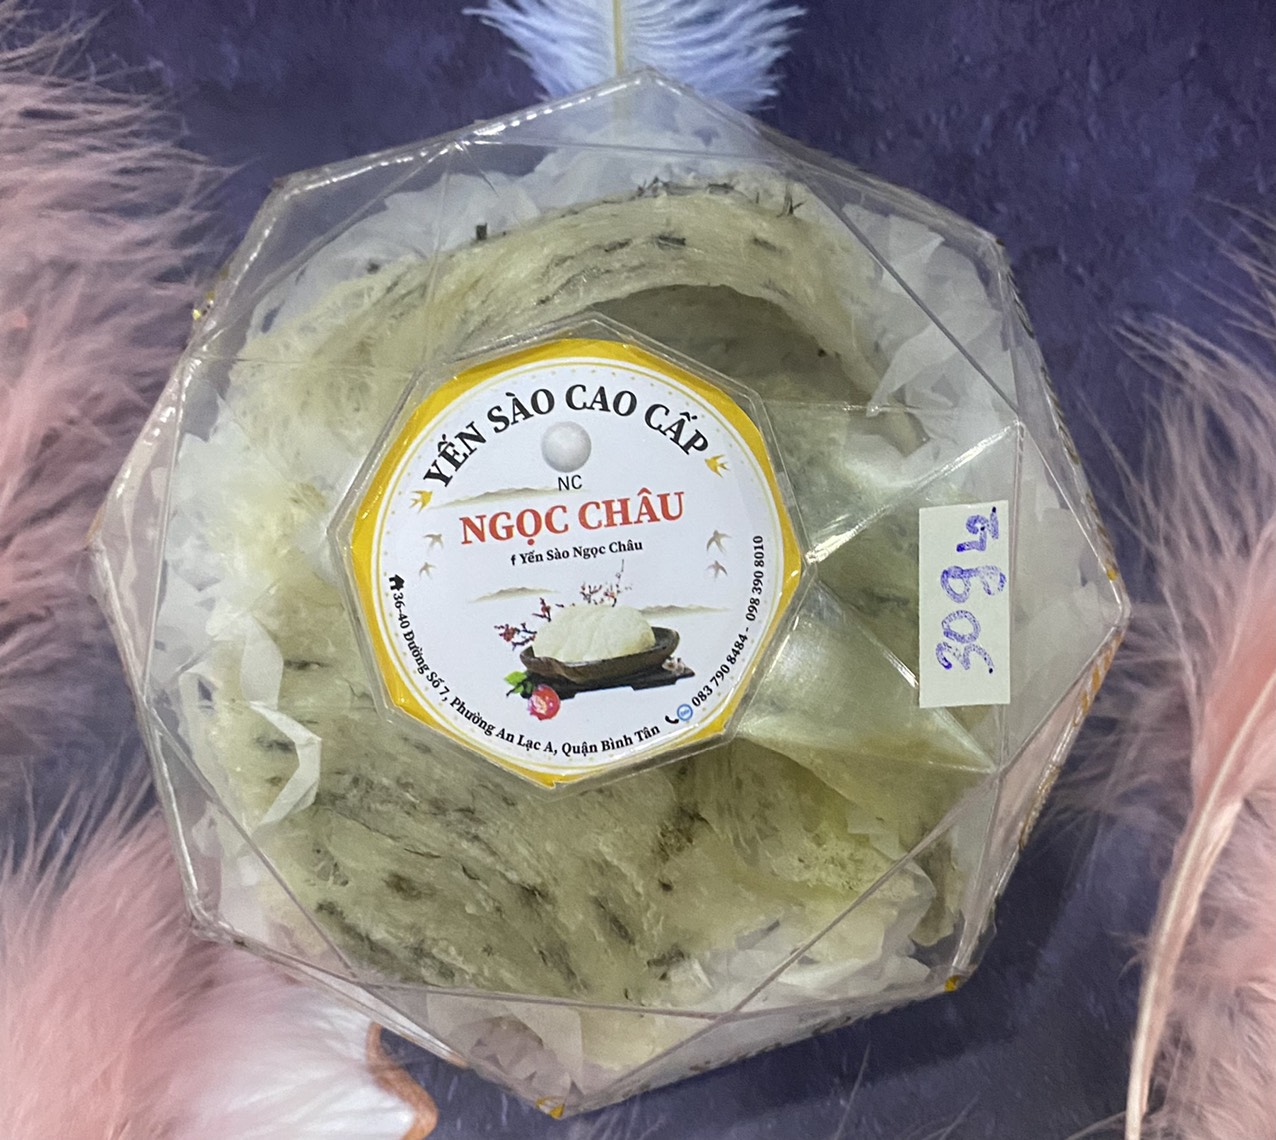 YẾN SÀO CAO CẤP
NC
NGỌC CHÂU
f Yến Sào Ngọc Châu
36-40 Đường Số 7, Phường An Lạc A, Quận Bình Tân
083 790 8484 - 098 390 8010
30g